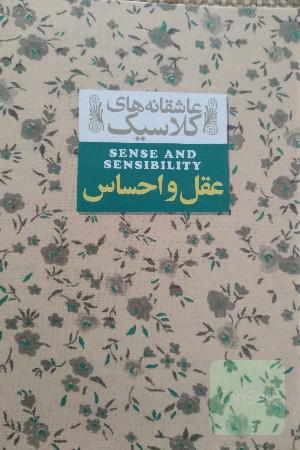 عاشقانه‌های
کلاسیک
SENSE AND
SENSIBILITY
عقل و احساس